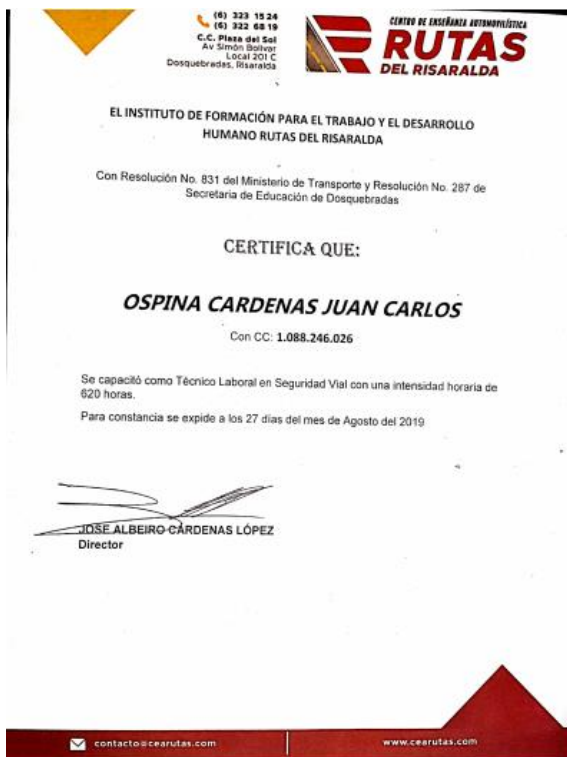 (6) 323 15 24
(6) 322 68 19
C.C. Plaza del Sol
Av Simón Bolívar
Local 201 C
Dosquebradas, Risaralda
CENTRO DE ENSEÑANZA AUTOMOVILÍSTICA
RUTAS
DEL RISARALDA
EL INSTITUTO DE FORMACIÓN PARA EL TRABAJO Y EL DESARROLLO
HUMANO RUTAS DEL RISARALDA
Con Resolución No. 831 del Ministerio de Transporte y Resolución No. 287 de
Secretaria de Educación de Dosquebradas
CERTIFICA QUE:
OSPINA CARDENAS JUAN CARLOS
Con CC: 1.088.246.026
Se capacitó como Técnico Laboral en Seguridad Vial con una intensidad horaria de
620 horas.
Para constancia se expide a los 27 días del mes de Agosto del 2019
JOSE ALBEIRO CÁRDENAS LÓPEZ
Director
contacto@cearutas.com
www.cearutas.com